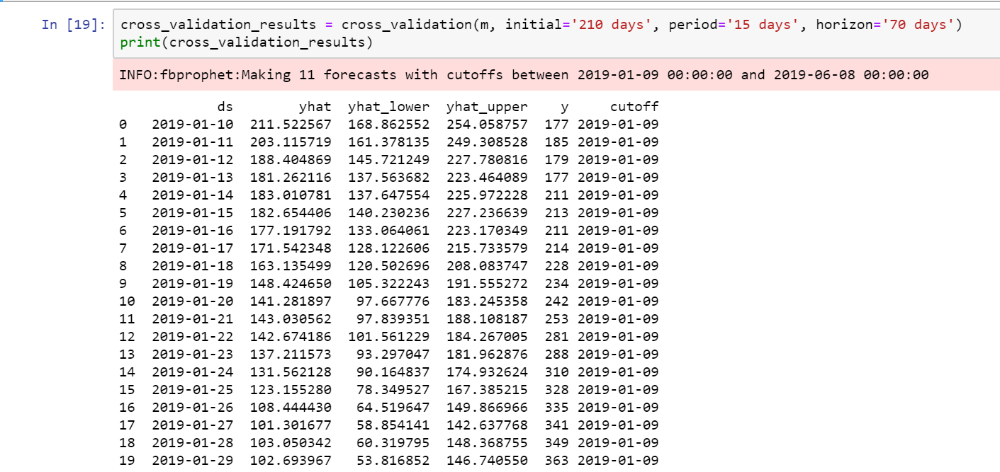 In [19]: cross_validation_results = cross_validation(m, initial='210 days', period='15 days', horizon='70 days')
print(cross_validation_results)
INFO:fbprophet:Making 11 forecasts with cutoffs between 2019-01-09 00:00:00 and 2019-06-08 00:00:00
ds yhat yhat_lower yhat_upper y cutoff
0 2019-01-10 211.522567 168.862552 254.058757 177 2019-01-09
1 2019-01-11 203.115719 161.378135 249.308528 185 2019-01-09
2 2019-01-12 188.404869 145.721249 227.780816 179 2019-01-09
3 2019-01-13 181.262116 137.563682 223.464089 177 2019-01-09
4 2019-01-14 183.010781 137.647554 225.972228 211 2019-01-09
5 2019-01-15 182.654406 140.230236 227.236639 213 2019-01-09
6 2019-01-16 177.191792 133.064061 223.170349 211 2019-01-09
7 2019-01-17 171.542348 128.122606 215.733579 214 2019-01-09
8 2019-01-18 163.135499 120.502696 208.083747 228 2019-01-09
9 2019-01-19 148.424650 105.322243 191.555272 234 2019-01-09
10 2019-01-20 141.281897 97.667776 183.245358 242 2019-01-09
11 2019-01-21 143.030562 97.839351 188.108187 253 2019-01-09
12 2019-01-22 142.674186 101.561229 184.267005 281 2019-01-09
13 2019-01-23 137.211573 93.297047 181.962876 288 2019-01-09
14 2019-01-24 131.562128 90.164837 174.932624 310 2019-01-09
15 2019-01-25 123.155280 78.349527 167.385215 328 2019-01-09
16 2019-01-26 108.444430 64.519647 149.866966 335 2019-01-09
17 2019-01-27 101.301677 58.854141 142.637768 341 2019-01-09
18 2019-01-28 103.050342 60.319795 148.368755 349 2019-01-09
19 2019-01-29 102.693967 53.816852 146.740550 363 2019-01-09